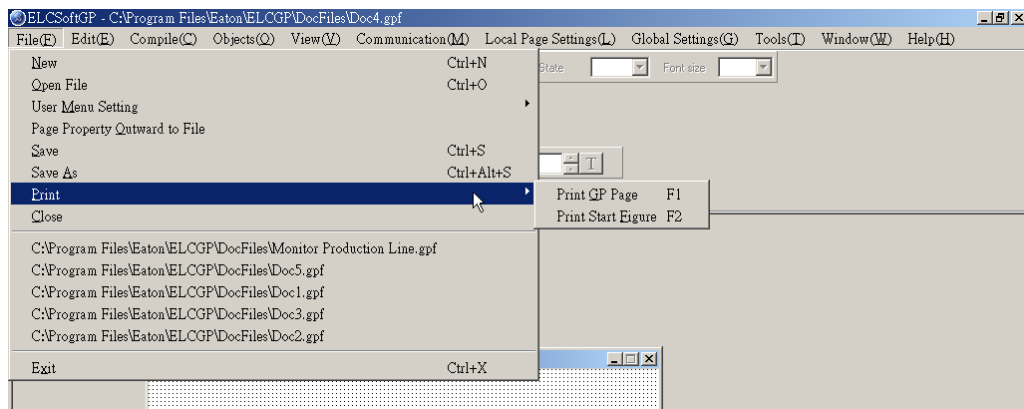 ELCSoftGP - C:\Program Files\Eaton\ELCGP\DocFiles\Doc4.gpf
File(F) Edit(E) Compile(C) Objects(O) View(V) Communication(M) Local Page Settings(L) Global Settings(G) Tools(T) Window(W) Help(H)
State Font size
New Ctrl+N
Open File Ctrl+O
User Menu Setting
Page Property Outward to File
Save Ctrl+S
Save As Ctrl+Alt+S
T
Print
Print GP Page F1
Close
Print Start Figure F2
C:\Program Files\Eaton\ELCGP\DocFiles\Monitor Production Line.gpf
C:\Program Files\Eaton\ELCGP\DocFiles\Doc5.gpf
C:\Program Files\Eaton\ELCGP\DocFiles\Doc1.gpf
C:\Program Files\Eaton\ELCGP\DocFiles\Doc3.gpf
C:\Program Files\Eaton\ELCGP\DocFiles\Doc2.gpf
Exit Ctrl+X